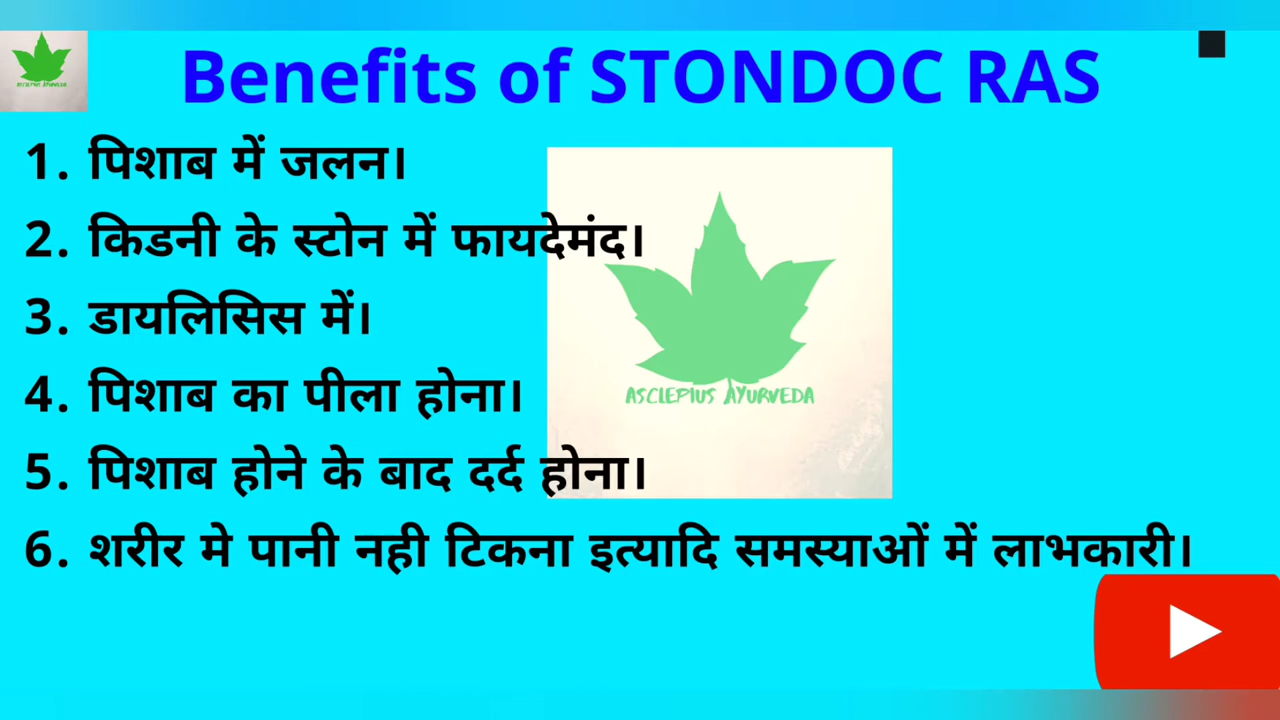 Benefits of STONDOC RAS
1. पिशाब में जलन।
2. किडनी के स्टोन में फायदेमंद।
3. डायलिसिस में।
4. पिशाब का पीला होना।
ASCLEPIUS AYURVEDA
5. पिशाब होने के बाद दर्द होना।
6. शरीर मे पानी नही टिकना इत्यादि समस्याओं में लाभकारी।